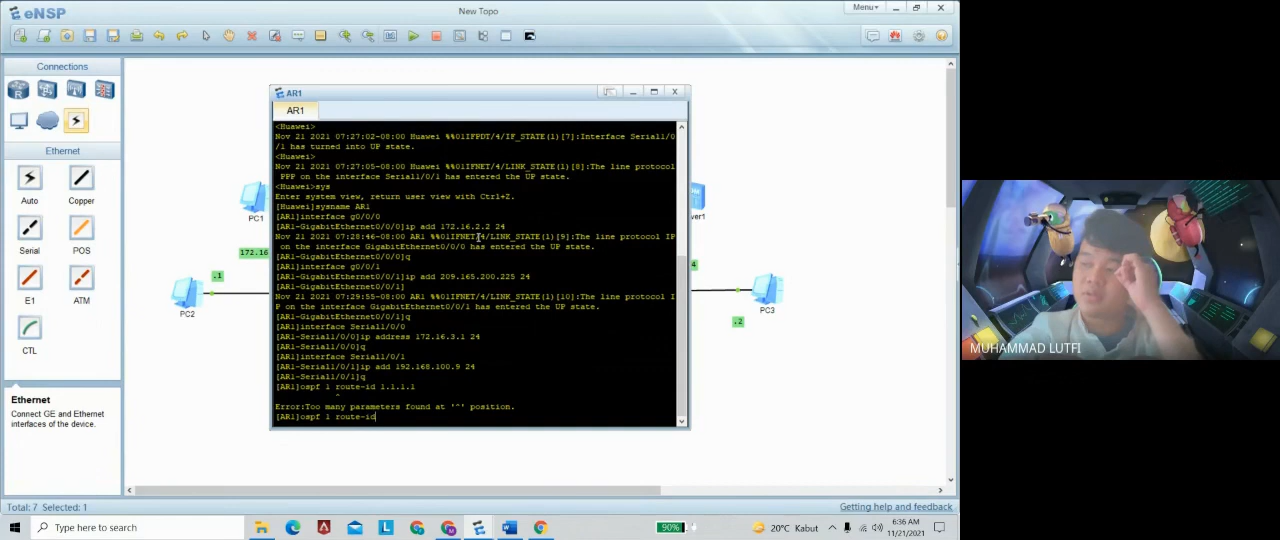 eNSP
New Topo
Menu
Connections
Ethernet
Auto
Copper
Serial
POS
E1
ATM
CTL
Ethernet
Connect GE and Ethernet
interfaces of the device.
PC1
172.16
.1
PC2
AR1
AR1
<Huawei>
Nov 21 2021 07:27:02-08:00 Huawei %%01IFPDT/4/IF_STATE(1)[7]:Interface Serial1/0
/1 has turned into UP state.
<Huawei>
Nov 21 2021 07:27:05-08:00 Huawei %%01IFNET/4/LINK_STATE(1)[8]:The line protocol
PPP on the interface Serial1/0/1 has entered the UP state.
<Huawei>sys
Enter system view, return user view with Ctrl+Z.
[Huawei]sysname AR1
[AR1]interface g0/0/0
[AR1-GigabitEthernet0/0/0]ip add 172.16.2.2 24
Nov 21 2021 07:28:46-08:00 AR1 %%01IFNET/4/LINK_STATE(1)[9]:The line protocol IP
on the interface GigabitEthernet0/0/0 has entered the UP state.
[AR1-GigabitEthernet0/0/0]q
[AR1]interface g0/0/1
[AR1-GigabitEthernet0/0/1]ip add 209.165.200.225 24
[AR1-GigabitEthernet0/0/1]
Nov 21 2021 07:29:55-08:00 AR1 %%01IFNET/4/LINK_STATE(1)[10]:The line protocol I
P on the interface GigabitEthernet0/0/1 has entered the UP state.
[AR1-GigabitEthernet0/0/1]q
[AR1]interface Serial1/0/0
[AR1-Serial1/0/0]ip address 172.16.3.1 24
[AR1-Serial1/0/0]q
[AR1]interface Serial1/0/1
[AR1-Serial1/0/1]ip add 192.168.100.9 24
[AR1-Serial1/0/1]q
[AR1]ospf 1 route-id 1.1.1.1
^
Error:Too many parameters found at '^' position.
[AR1]ospf 1 route-id
ver1
4
PC3
.2
MUHAMMAD LUTFI
Total: 7 Selected: 1
Getting help and feedback
Type here to search
90%
20°C Kabut
6:36 AM
11/21/2021